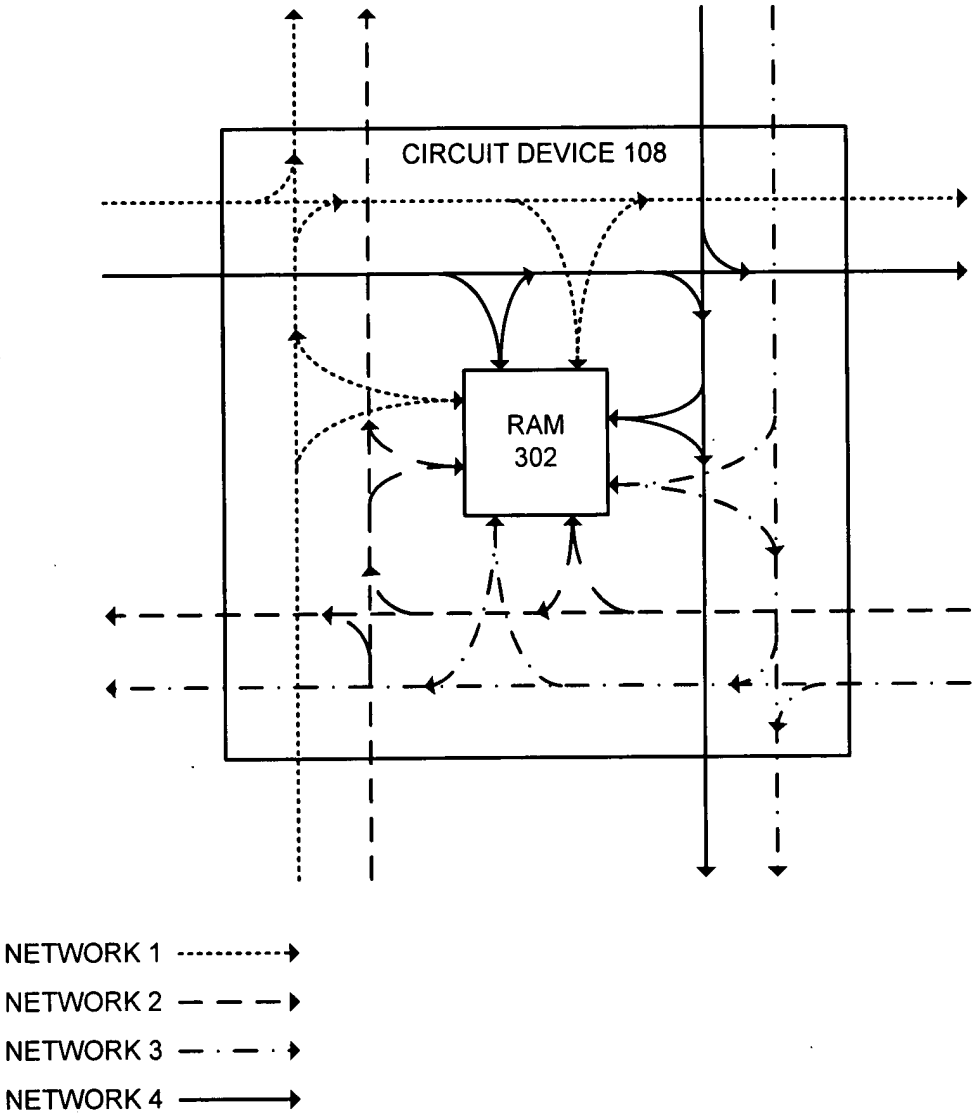 CIRCUIT DEVICE 108
RAM
302
NETWORK 1
NETWORK 2
NETWORK 3
NETWORK 4